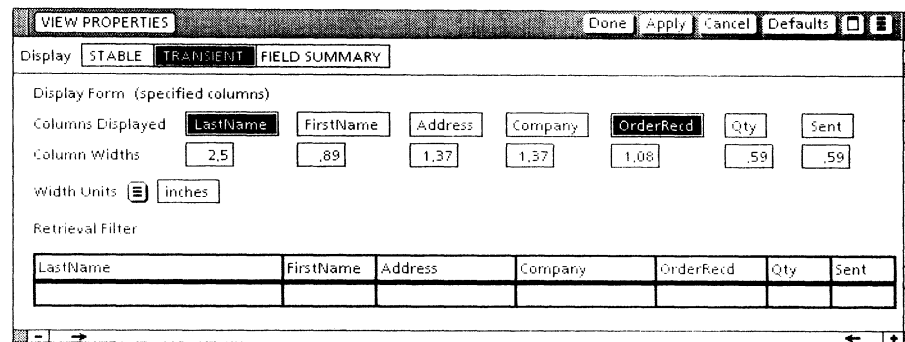 VIEW PROPERTIES Done Apply Cancel Defaults
Display STABLE TRANSIENT FIELD SUMMARY
Display Form (specified columns)
Columns Displayed LastName FirstName Address Company OrderRecd Qty Sent
Column Widths 2.5 .89 1.37 1.37 1.08 .59 .59
Width Units inches
Retrieval Filter
LastName FirstName Address Company OrderRecd Qty Sent